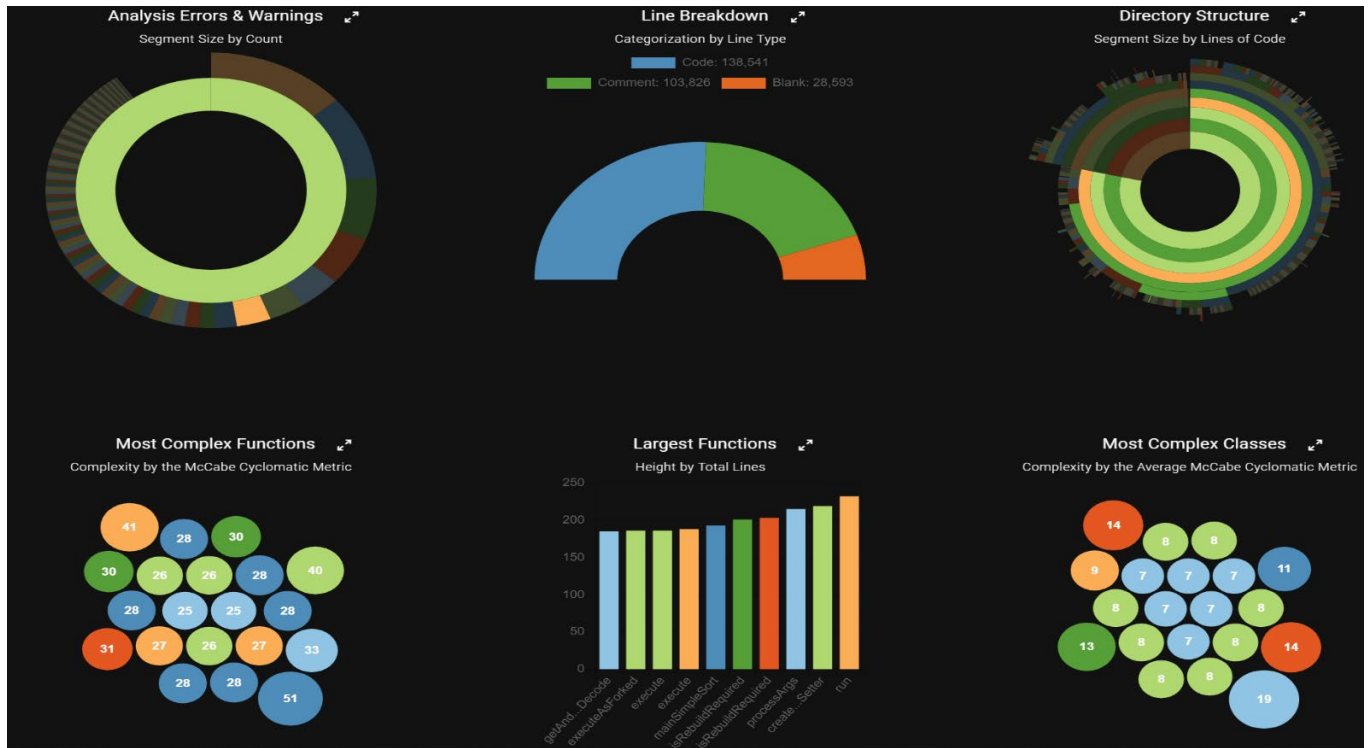 Analysis Errors & Warnings
Segment Size by Count
Line Breakdown
Categorization by Line Type
Code: 138,541
Comment: 103,826
Blank: 28,593
Directory Structure
Segment Size by Lines of Code
Most Complex Functions
Complexity by the McCabe Cyclomatic Metric
41
28
30
30
26
26
28
40
28
25
25
28
31
27
26
27
33
28
28
51
Largest Functions
Height by Total Lines
250
200
150
100
50
0
getAnd...Decode
executeAsForked
execute
execute
mainSimpleSort
isRebuildRequired
isRebuildRequired
processArgs
create...Setter
run
Most Complex Classes
Complexity by the Average McCabe Cyclomatic Metric
14
8
8
9
7
7
7
11
8
7
7
8
13
8
7
8
14
8
8
19